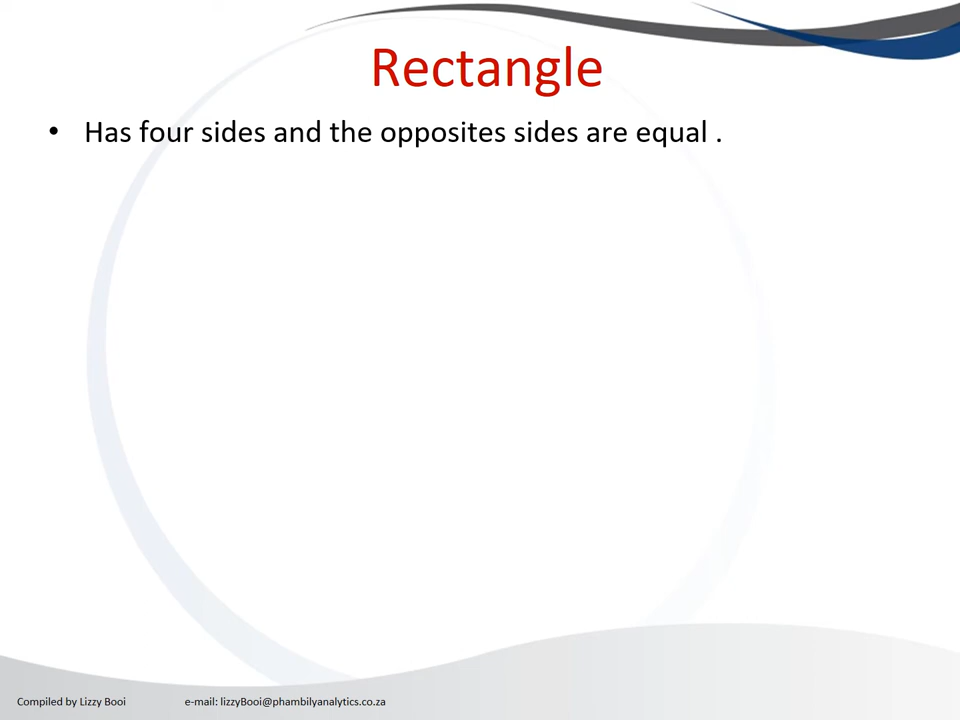 Rectangle
• Has four sides and the opposites sides are equal .
Compiled by Lizzy Booi e-mail: lizzyBooi@phambilyanalytics.co.za